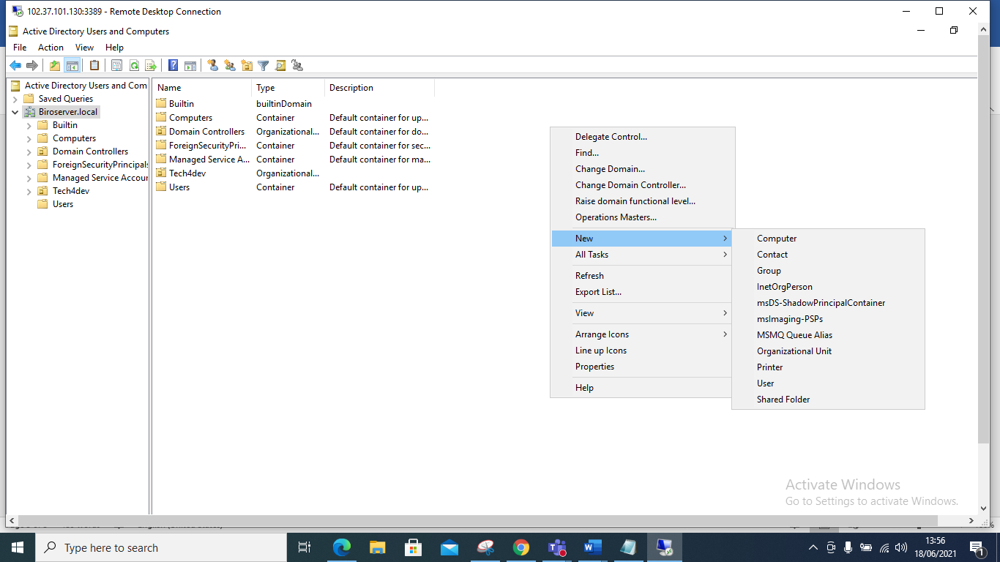 102.37.101.130:3389 - Remote Desktop Connection
Active Directory Users and Computers
File Action View Help
Active Directory Users and Com
Saved Queries
Biroserver.local
Builtin
Computers
Domain Controllers
ForeignSecurityPrincipals
Managed Service Accour
Tech4dev
Users
Name Type Description
Builtin builtinDomain
Computers Container Default container for up...
Domain Controllers Organizational... Default container for do...
ForeignSecurityPri... Container Default container for sec...
Managed Service A... Container Default container for ma...
Tech4dev Organizational...
Users Container Default container for up...
Delegate Control...
Find...
Change Domain...
Change Domain Controller...
Raise domain functional level...
Operations Masters...
New
All Tasks
Refresh
Export List...
View
Arrange Icons
Line up Icons
Properties
Help
Computer
Contact
Group
InetOrgPerson
msDS-ShadowPrincipalContainer
msImaging-PSPs
MSMQ Queue Alias
Organizational Unit
Printer
User
Shared Folder
Activate Windows
Go to Settings to activate Windows.
Type here to search
13:56
18/06/2021
1